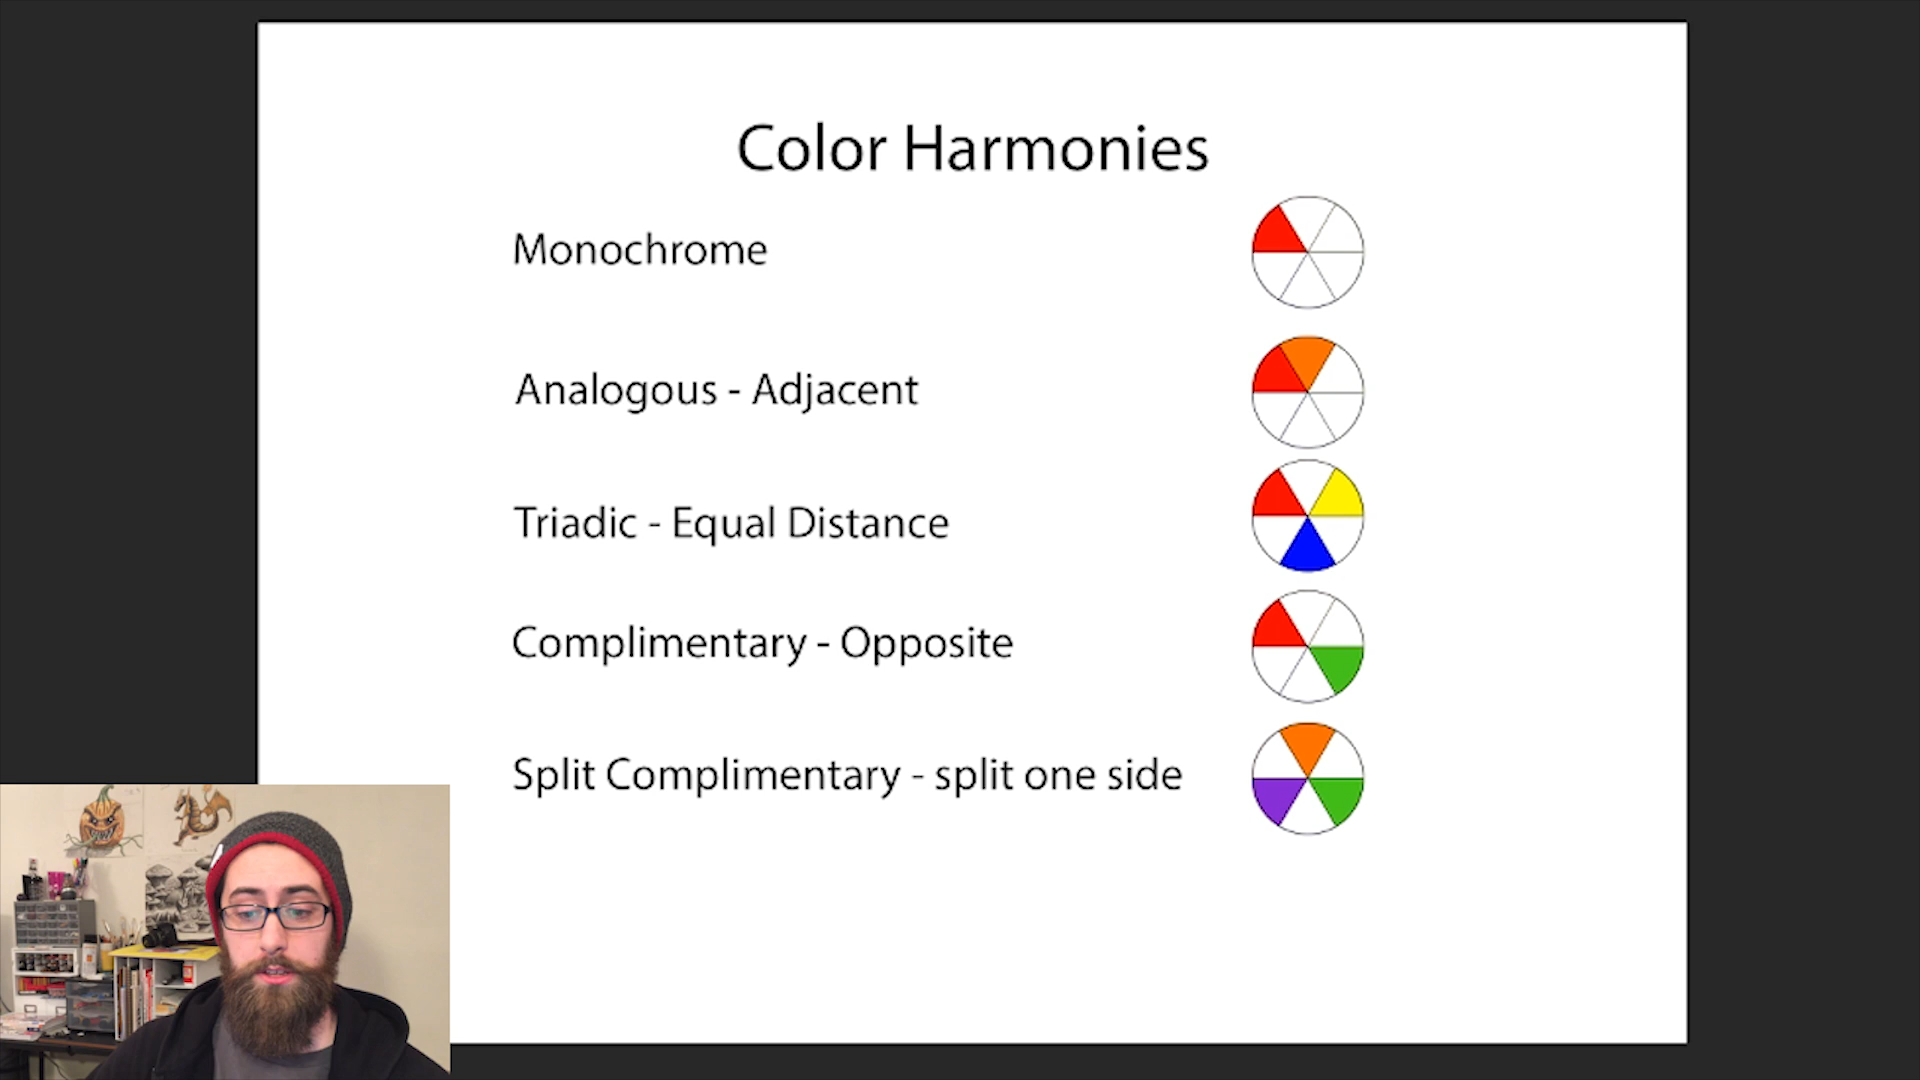 Color Harmonies
Monochrome
Analogous - Adjacent
Triadic - Equal Distance
Complimentary - Opposite
Split Complimentary - split one side